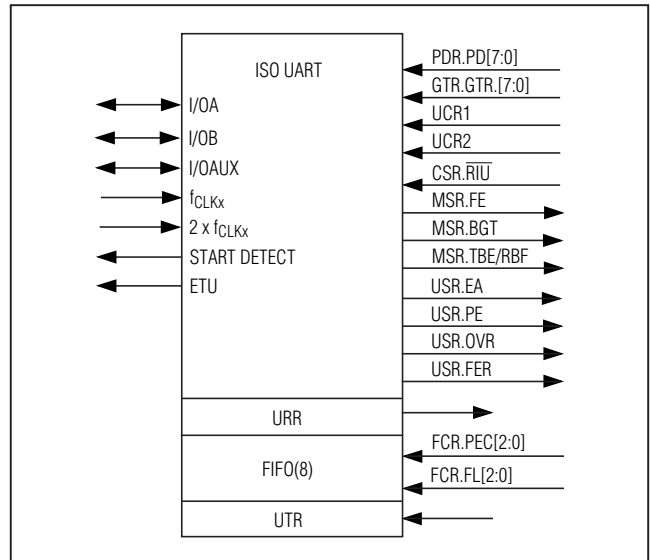 ISO UART
I/OA
I/OB
I/OAUX
fCLKx
2 x fCLKx
START DETECT
ETU
PDR.PD[7:0]
GTR.GTR.[7:0]
UCR1
UCR2
CSR.R̅I̅U̅
MSR.FE
MSR.BGT
MSR.TBE/RBF
USR.EA
USR.PE
USR.OVR
USR.FER
URR
FIFO(8)
FCR.PEC[2:0]
FCR.FL[2:0]
UTR